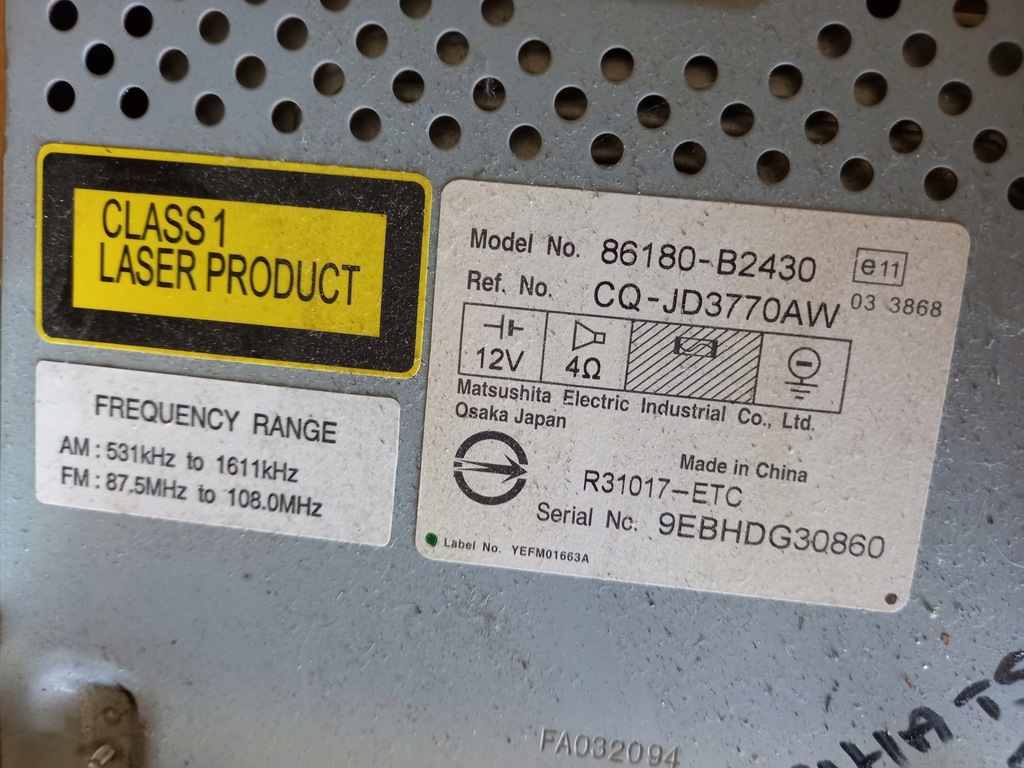 CLASS 1
LASER PRODUCT
FREQUENCY RANGE
AM : 531kHz to 1611kHz
FM : 87.5MHz to 108.0MHz
Model No. 86180-B2430
e11
Ref. No. CQ-JD3770AW
03 3868
12V
4Ω
Matsushita Electric Industrial Co., Ltd.
Osaka Japan
Made in China
R31017-ETC
Serial No. 9EBHDG30860
Label No. YEFM01663A
FA032094